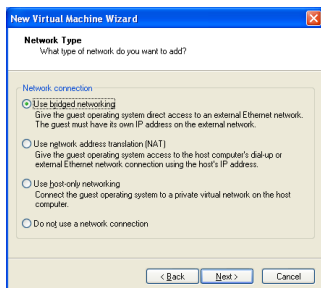 New Virtual Machine Wizard
Network Type
What type of network do you want to add?
Network connection
Use bridged networking
Give the guest operating system direct access to an external Ethernet network.
The guest must have its own IP address on the external network.
Use network address translation (NAT)
Give the guest operating system access to the host computer's dial-up or
external Ethernet network connection using the host's IP address.
Use host-only networking
Connect the guest operating system to a private virtual network on the host
computer.
Do not use a network connection
< Back
Next >
Cancel